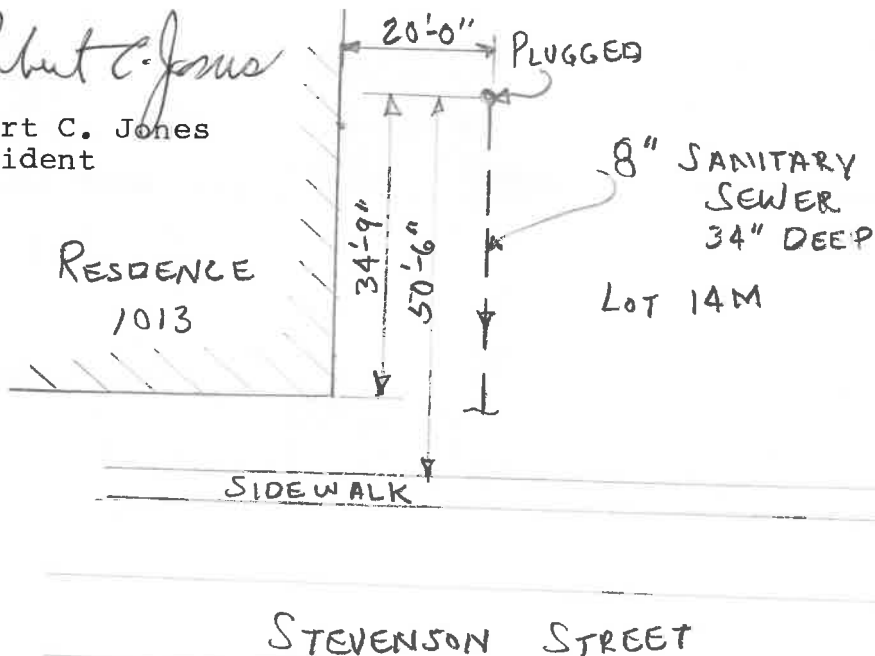 C. Jones
rt C. Jones
ident
20'-0"
PLUGGED
8" SANITARY
SEWER
34" DEEP
34'-9"
50'-6"
RESDENCE
1013
LOT 14M
SIDEWALK
STEVENSON STREET